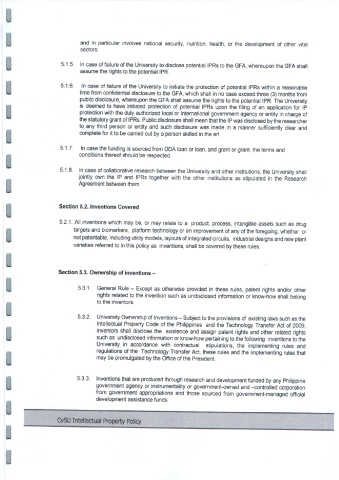 and in particular involves national security, nutrition, health, or the development of other vital
sectors.
5.1.5 In case of failure of the University to disclose potential IPRs to the GFA, whereupon the GFA shall
assume the rights to the potential IPR.
5.1.6. In case of failure of the University to initiate the protection of potential IPRs within a reasonable
time from confidential disclosure to the GFA, which shall in no case exceed three (3) months from
public disclosure, whereupon the GFA shall assume the rights to the potential IPR. The University
is deemed to have initiated protection of potential IPRs upon the filing of an application for IP
protection with the duly authorized local or international government agency or entity in charge of
the statutory grant of IPRs. Public disclosure shall mean that the IP was disclosed by the researcher
to any third person or entity and such disclosure was made in a manner sufficiently clear and
complete for it to be carried out by a person skilled in the art.
5.1.7. In case the funding is sourced from ODA loan or loan, and grant or grant, the terms and
conditions thereof should be respected.
5.1.8. In case of collaborative research between the University and other institutions, the University shall
jointly own the IP and IPRs together with the other institutions as stipulated in the Research
Agreement between them.
Section 5.2. Inventions Covered
5.2.1. All inventions which may be, or may relate to a product, process, intangible assets such as drug
targets and biomarkers, platform technology or an improvement of any of the foregoing, whether or
not patentable, including utility models, layouts of integrated circuits, industrial designs and new plant
varieties referred to in this policy as inventions, shall be covered by these rules.
Section 5.3. Ownership of inventions –
5.3.1. General Rule – Except as otherwise provided in these rules, patent rights and/or other
rights related to the invention such as undisclosed information or know-how shall belong
to the inventors.
5.3.2. University Ownership of Inventions – Subject to the provisions of existing laws such as the
Intellectual Property Code of the Philippines and the Technology Transfer Act of 2009,
inventors shall disclose the existence and assign patent rights and other related rights
such as undisclosed information or know-how pertaining to the following inventions to the
University in accordance with contractual stipulations, the implementing rules and
regulations of the Technology Transfer Act, these rules and the implementing rules that
may be promulgated by the Office of the President.
5.3.3. Inventions that are produced through research and development funded by any Philippine
government agency or instrumentality or government-owned and –controlled corporation
from government appropriations and those sourced from government-managed official
development assistance funds.
CvSU Intellectual Property Policy